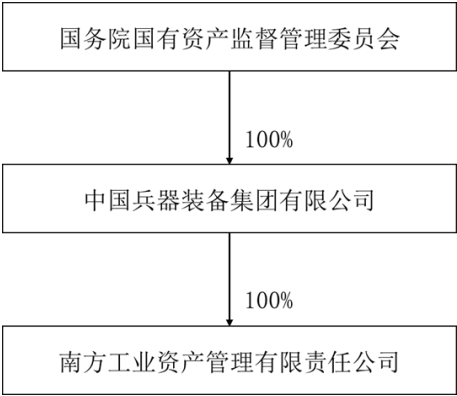 国务院国有资产监督管理委员会
100%
中国兵器装备集团有限公司
100%
南方工业资产管理有限责任公司